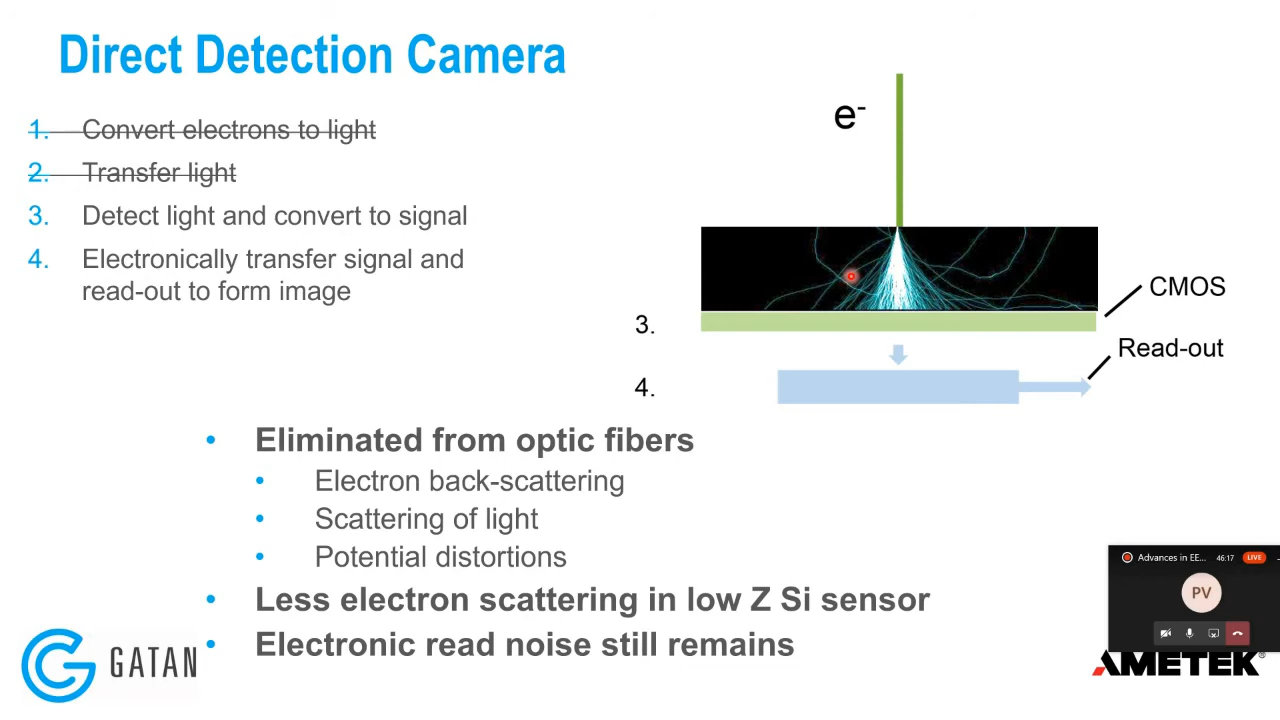 Direct Detection Camera
1. Convert electrons to light
2. Transfer light
3. Detect light and convert to signal
4. Electronically transfer signal and
read-out to form image
e-
CMOS
3.
Read-out
4.
• Eliminated from optic fibers
• Electron back-scattering
• Scattering of light
• Potential distortions
• Less electron scattering in low Z Si sensor
• Electronic read noise still remains
Advances in EE... 46:17 LIVE
PV
GATAN
AMETEK®